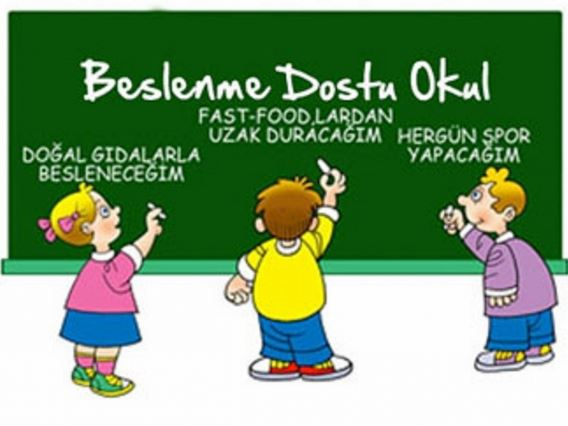 Beslenme Dostu Okul
DOĞAL GIDALARLA
BESLENECEĞİM
FAST-FOOD,LARDAN
UZAK DURACAĞIM
HERGÜN SPOR
YAPACAĞIM